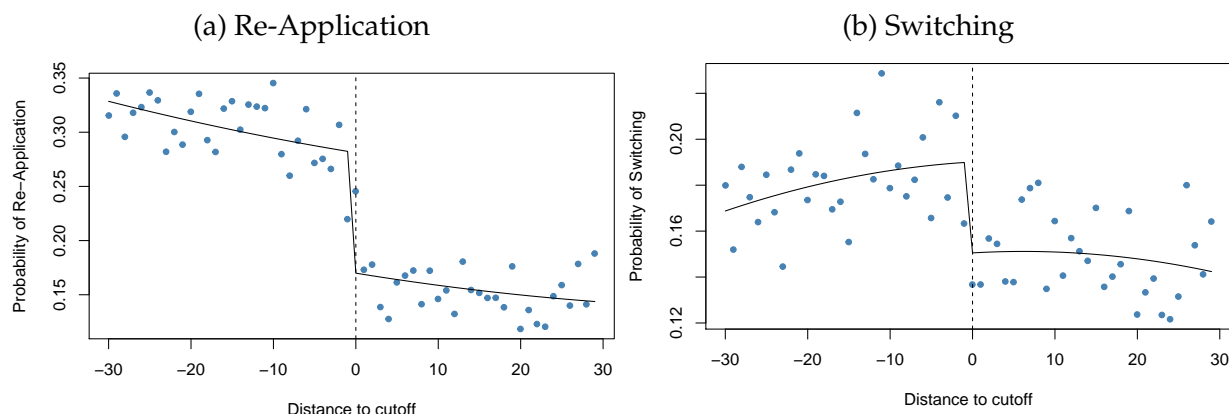 (a) Re-Application
Probability of Re−Application
0.35
0.30
0.25
0.20
0.15
−30 −20 −10 0 10 20 30
Distance to cutoff
(b) Switching
Probability of Switching
0.20
0.16
0.12
−30 −20 −10 0 10 20 30
Distance to cutoff